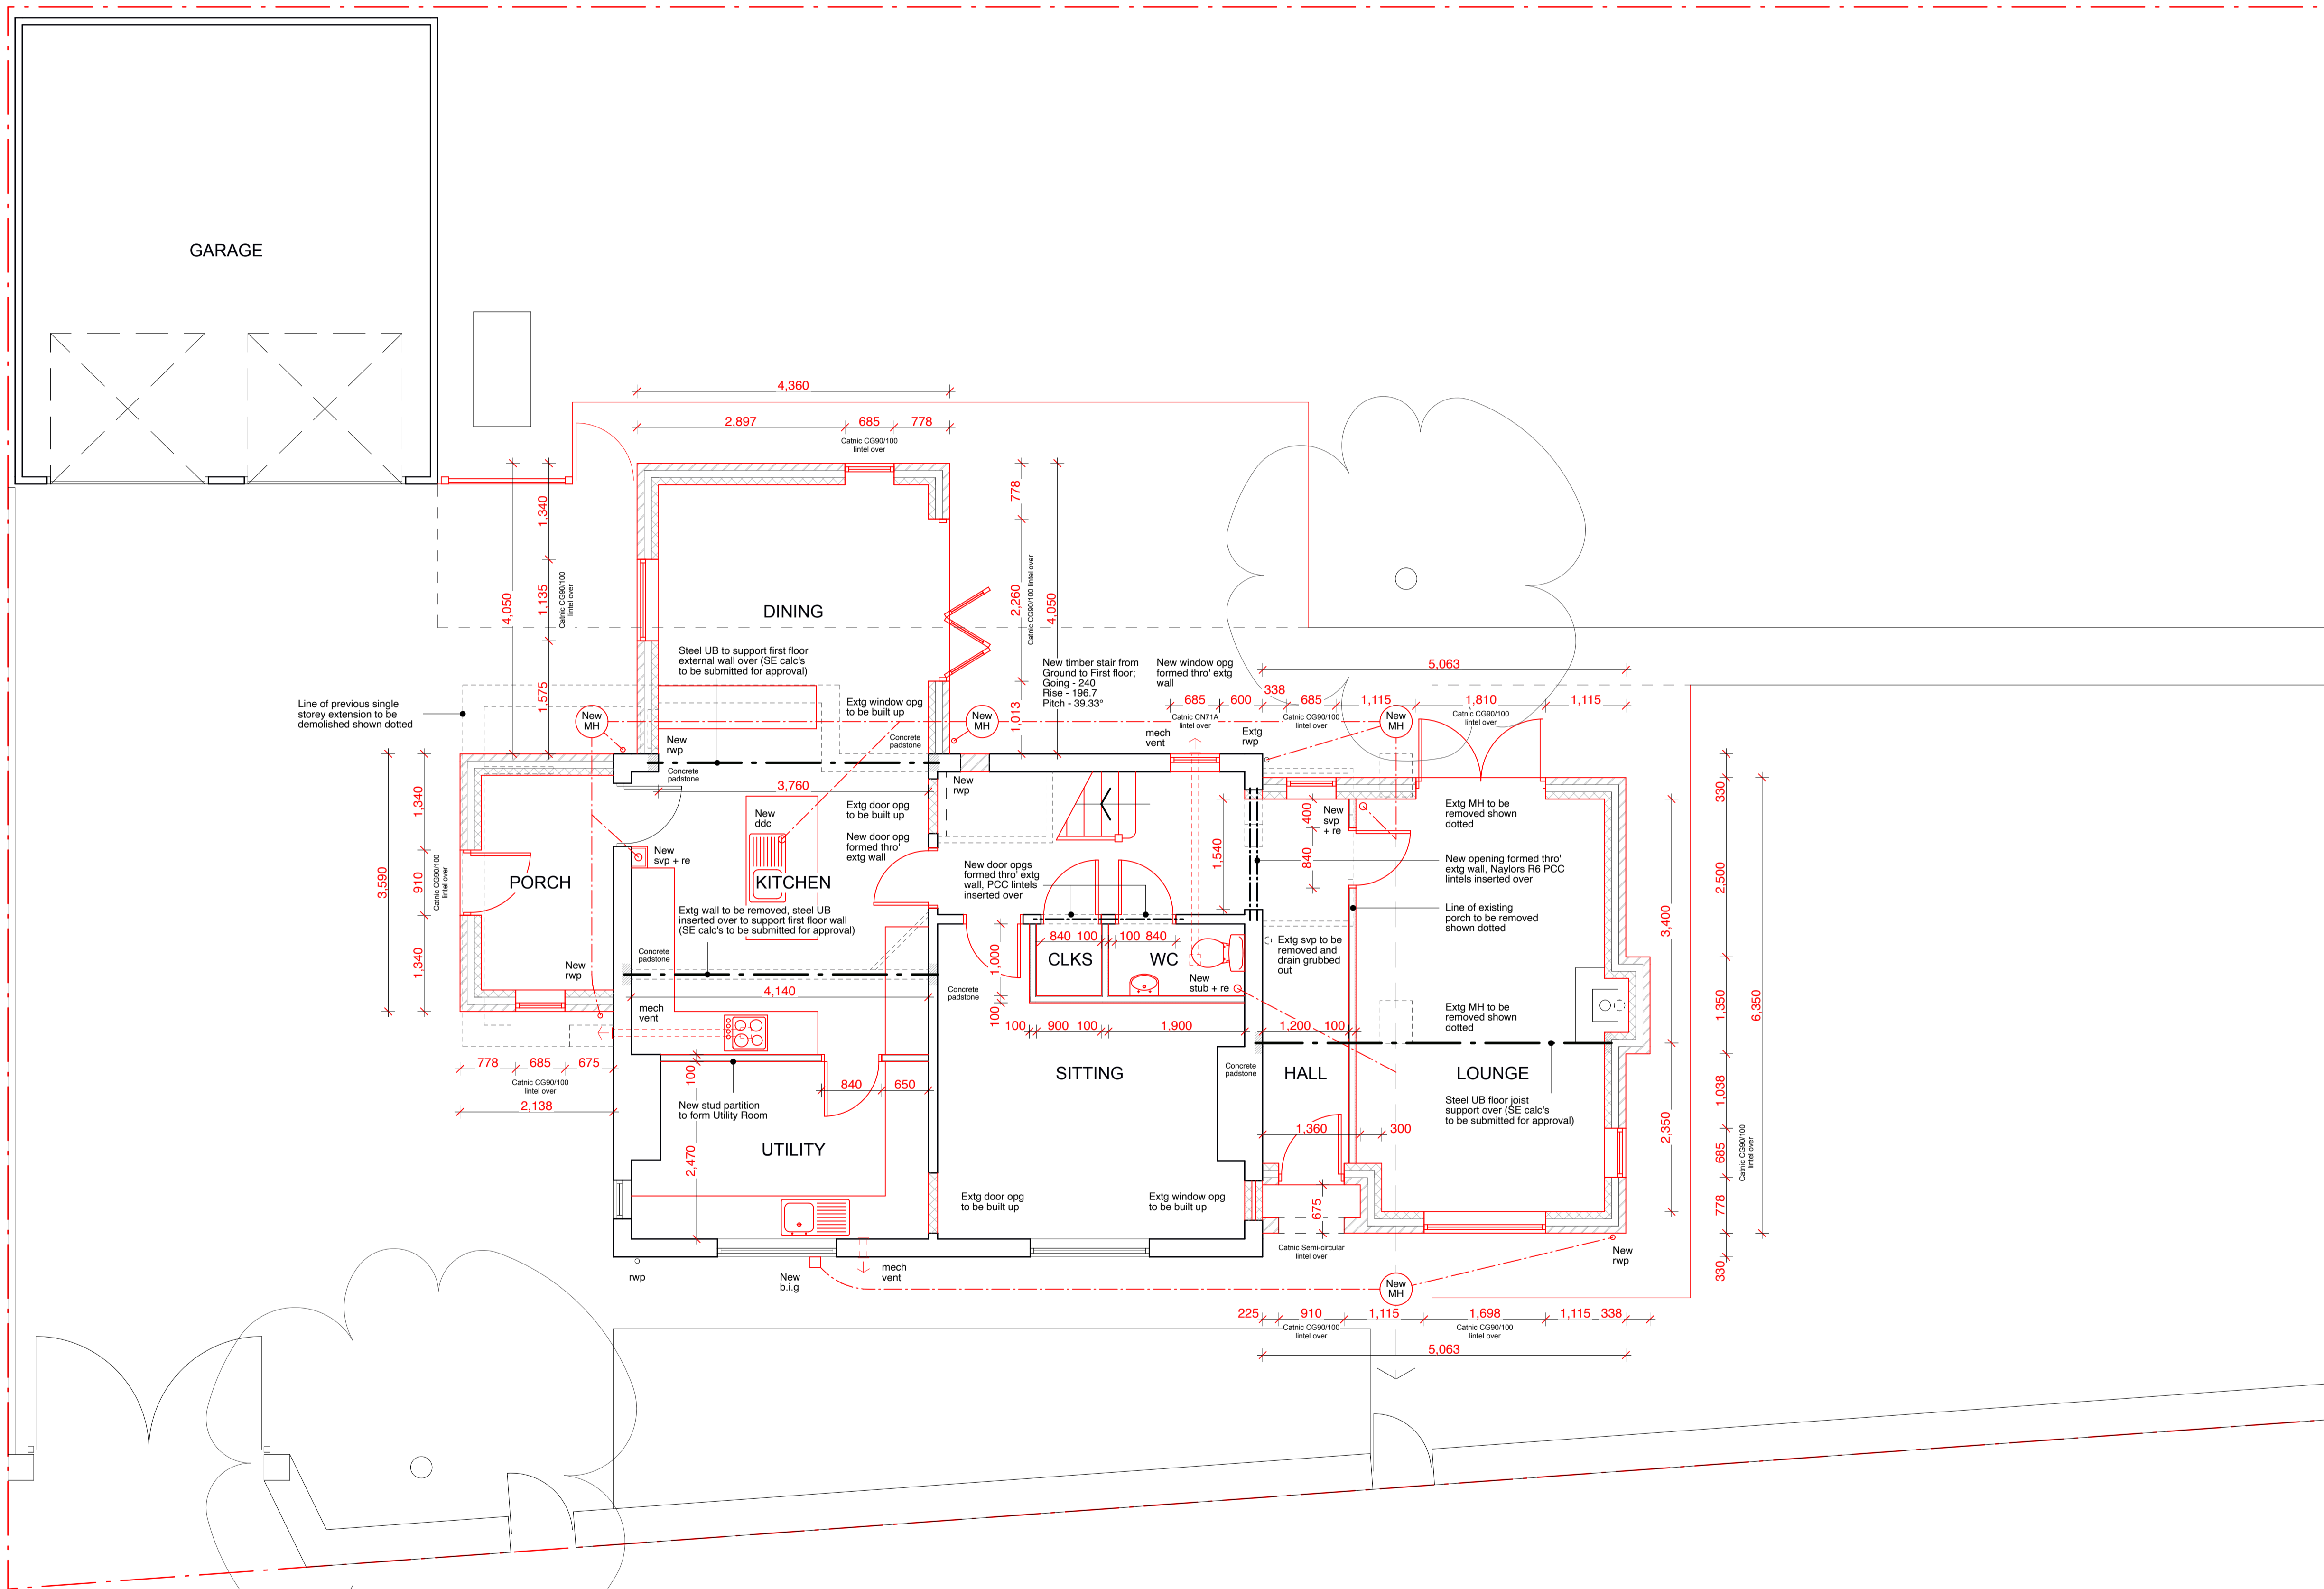 GARAGE
4,360
2,897
685
778
Catnic CG90/100
lintel over
1,340
1,135
1,575
4,050
Catnic CG90/100
lintel over
778
2,260
1,013
4,050
Catnic CG90/100 lintel over
DINING
Steel UB to support first floor
external wall over (SE calc's
to be submitted for approval)
Extg window opg
to be built up
New timber stair from
Ground to First floor;
Going - 240
Rise - 196.7
Pitch - 39.33°
New window opg
formed thro' extg
wall
5,063
338
685
600
685
1,115
1,810
1,115
Catnic CN71A
lintel over
Catnic CG90/100
lintel over
Catnic CG90/100
lintel over
Line of previous single
storey extension to be
demolished shown dotted
New
MH
New
MH
New
MH
New
rwp
Concrete
padstone
Concrete
padstone
mech
vent
Extg
rwp
3,760
New
rwp
New
ddc
Extg door opg
to be built up
New door opg
formed thro'
extg wall
New
svp + re
KITCHEN
PORCH
1,340
910
1,340
3,590
Catnic CG90/100
lintel over
New door opgs
formed thro' extg
wall, PCC lintels
inserted over
1,540
400
840
New
svp
+ re
Extg MH to be
removed shown
dotted
New opening formed thro'
extg wall, Naylors R6 PCC
lintels inserted over
Line of existing
porch to be removed
shown dotted
330
2,500
1,350
1,038
685
778
330
3,400
2,350
6,350
Catnic CG90/100
lintel over
Extg wall to be removed, steel UB
inserted over to support first floor wall
(SE calc's to be submitted for approval)
Concrete
padstone
840
100
100
840
CLKS
WC
1,000
100
Extg svp to be
removed and
drain grubbed
out
New
rwp
4,140
Concrete
padstone
New
stub + re
mech
vent
100
900
100
1,900
1,200
100
Extg MH to be
removed shown
dotted
778
685
675
Catnic CG90/100
lintel over
2,138
100
840
650
SITTING
Concrete
padstone
HALL
LOUNGE
New stud partition
to form Utility Room
Steel UB floor joist
support over (SE calc's
to be submitted for approval)
1,360
300
UTILITY
2,470
Extg door opg
to be built up
Extg window opg
to be built up
675
Catnic Semi-circular
lintel over
New
rwp
rwp
New
b.i.g
mech
vent
New
MH
225
910
1,115
1,698
1,115
338
Catnic CG90/100
lintel over
Catnic CG90/100
lintel over
5,063